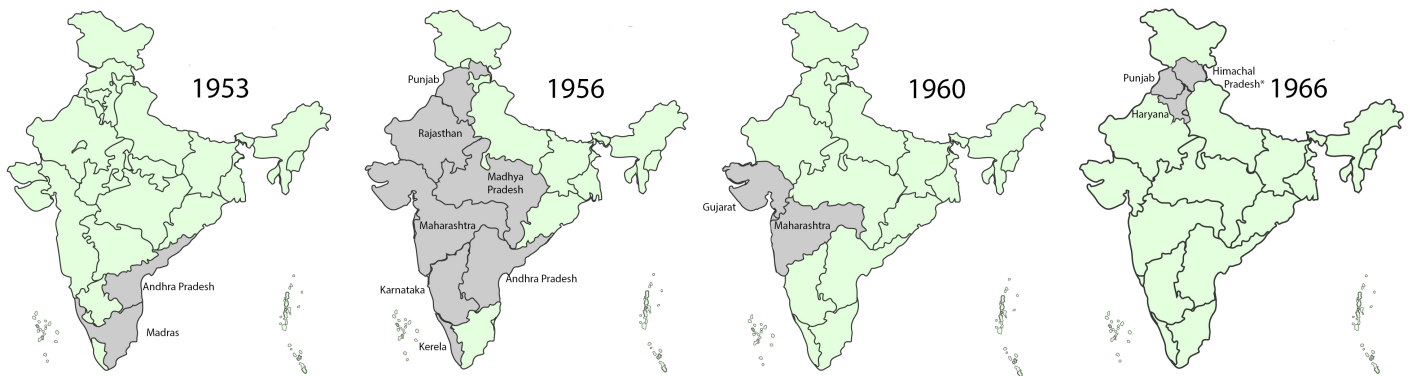 1953
Andhra Pradesh
Madras
1956
Punjab
Rajasthan
Madhya
Pradesh
Maharashtra
Andhra Pradesh
Karnataka
Kerela
1960
Gujarat
Maharashtra
1966
Punjab
Himachal
Pradesh*
Haryana